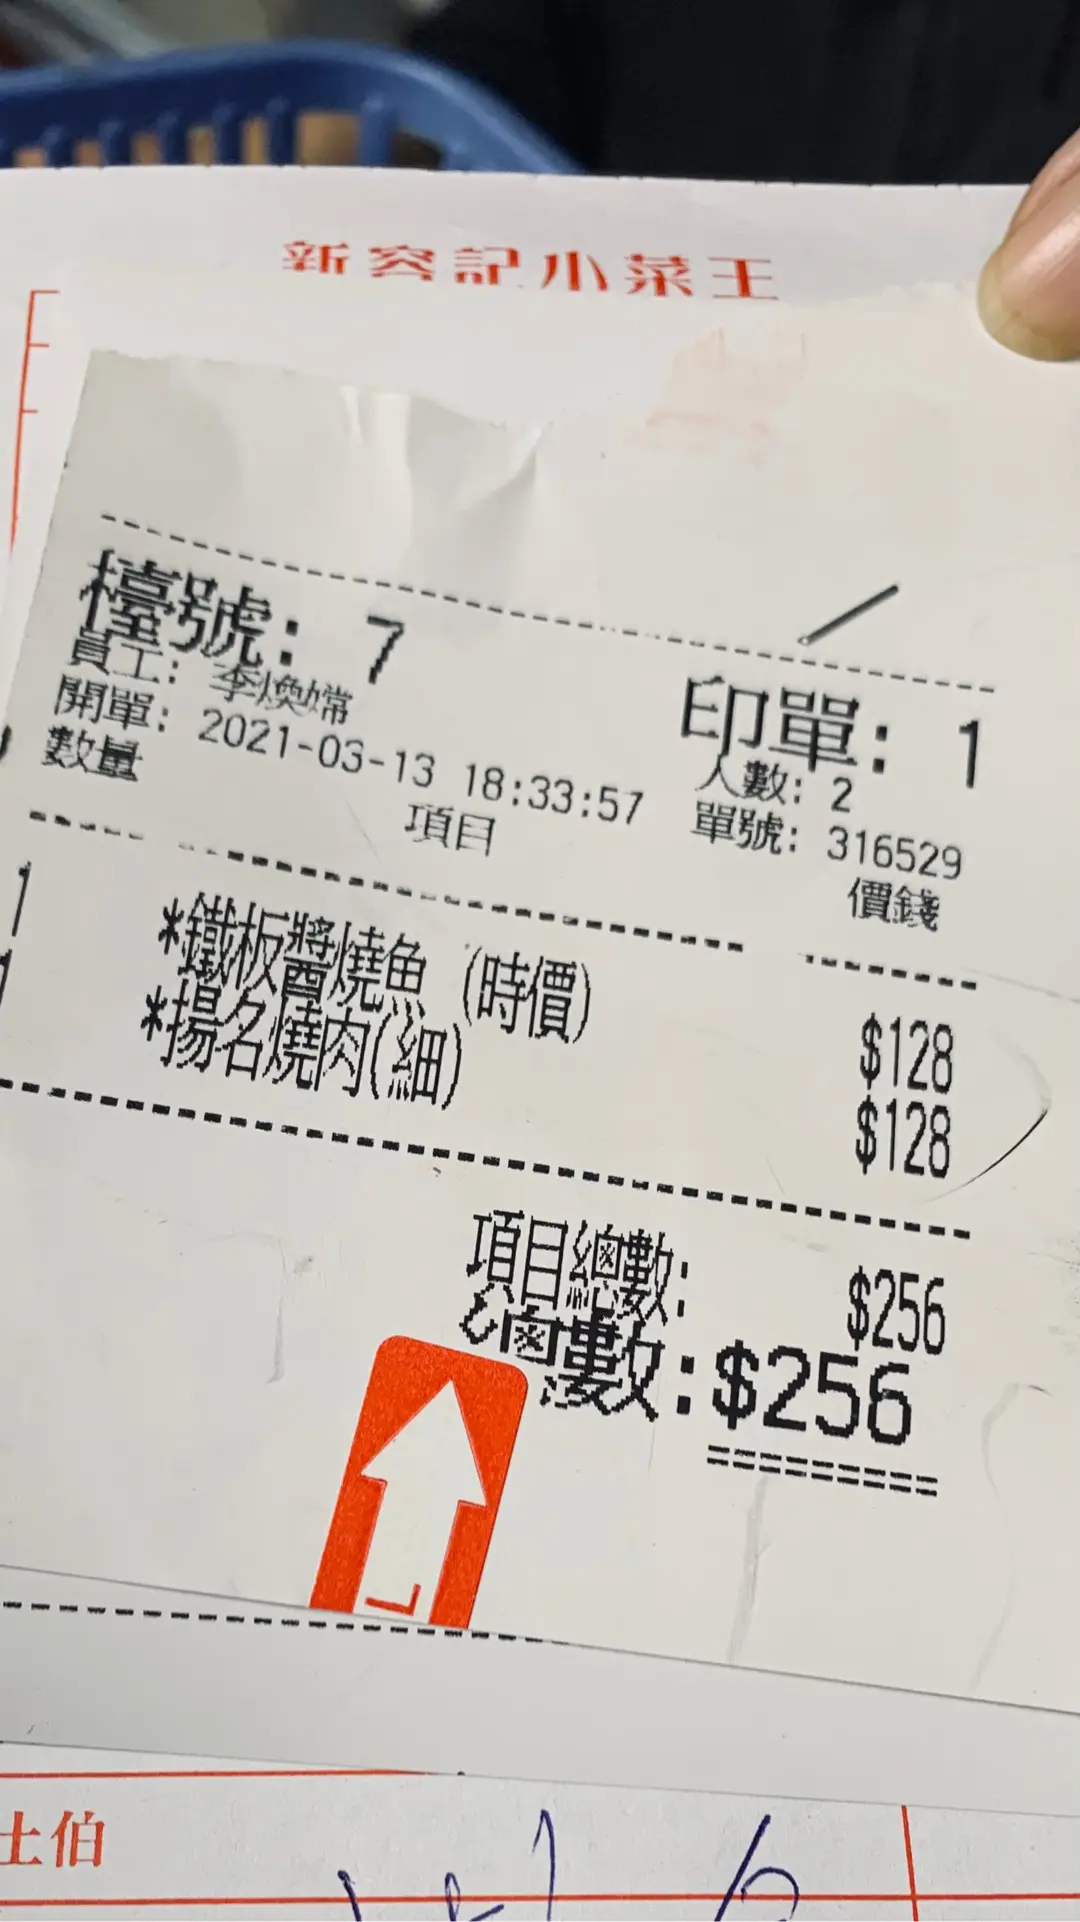 新容記小菜王
檯號: 7
印單: 1
員工: 李煥嫦
人數: 2
開單: 2021-03-13 18:33:57
單號: 316529
數量 項目 價錢
1 *鐵板醬燒魚 (時價) $128
1 *揚名燒肉(細) $128
項目總數: $256
數:$256
=========
士伯